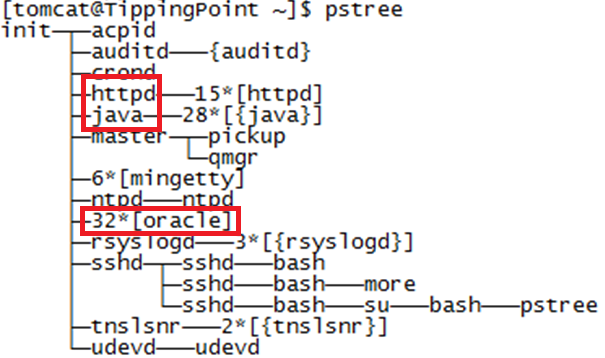 [tomcat@TippingPoint ~]$ pstree
init─┬─acpid
     ├─auditd───{auditd}
     ├─crond
     ├─httpd───15*[httpd]
     ├─java───28*[{java}]
     ├─master─┬─pickup
     │        └─qmgr
     ├─6*[mingetty]
     ├─ntpd───ntpd
     ├─32*[oracle]
     ├─rsyslogd───3*[{rsyslogd}]
     ├─sshd─┬─sshd───bash
     │      ├─sshd───bash───more
     │      └─sshd───bash───su───bash───pstree
     ├─tnslsnr───2*[{tnslsnr}]
     └─udevd───udevd